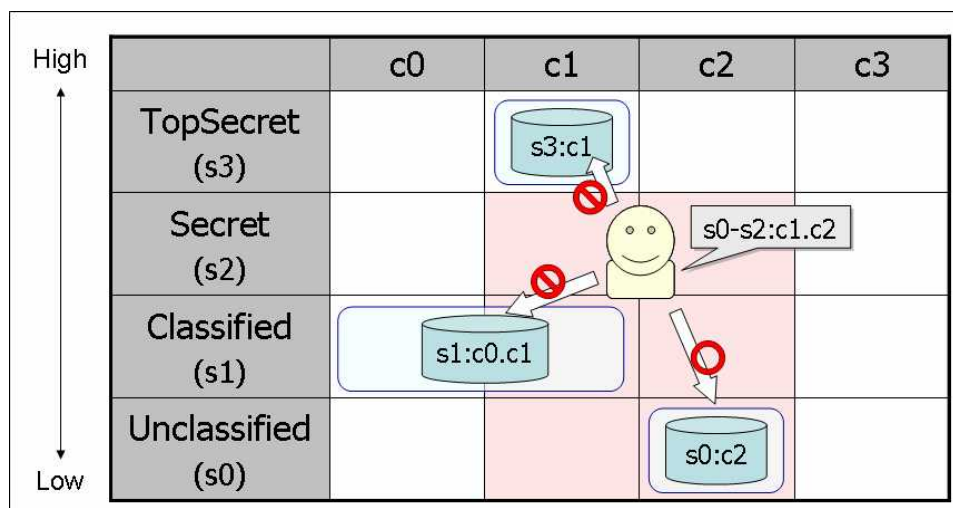 High
c0 c1 c2 c3
TopSecret
(s3)
s3:c1
Secret
(s2)
s0-s2:c1.c2
Classified
(s1)
s1:c0.c1
Unclassified
(s0)
s0:c2
Low